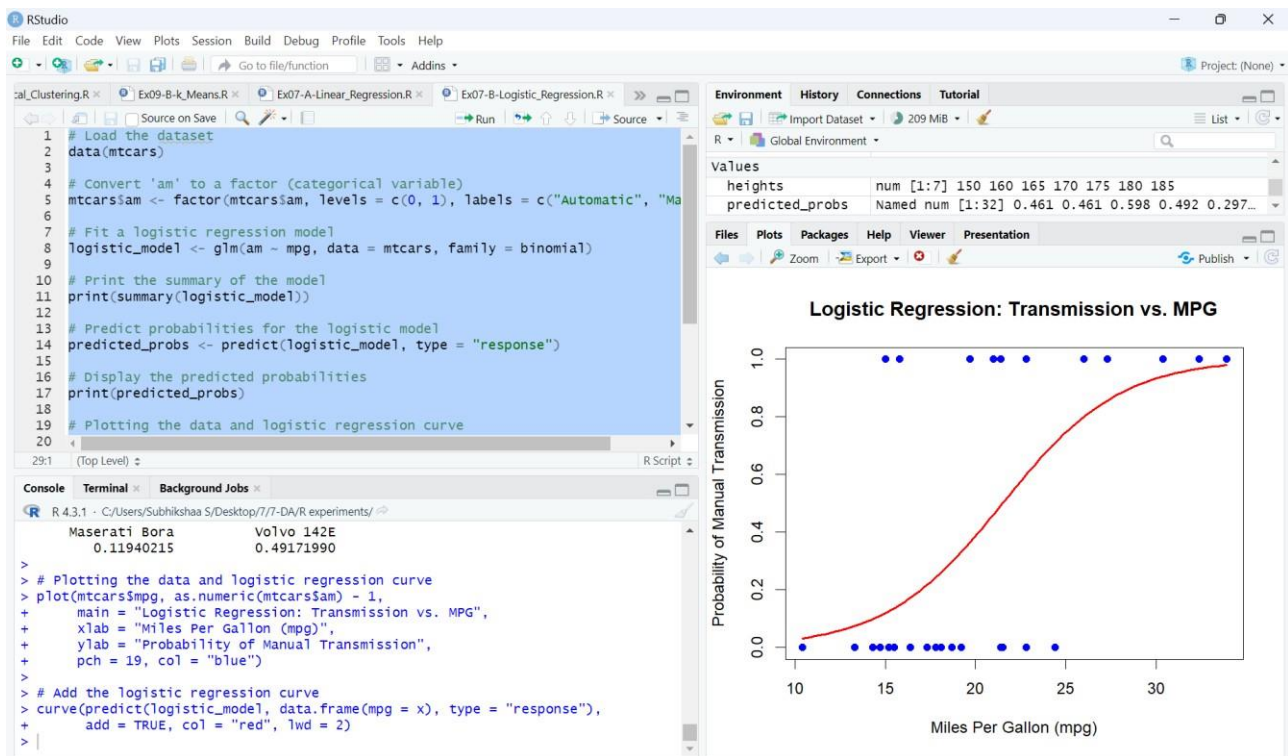 RStudio
File Edit Code View Plots Session Build Debug Profile Tools Help
Go to file/function Addins Project: (None)
cal_Clustering.R Ex09-B-k_Means.R Ex07-A-Linear_Regression.R Ex07-B-Logistic_Regression.R
Source on Save Run Source
1 # Load the dataset
2 data(mtcars)
3
4 # Convert 'am' to a factor (categorical variable)
5 mtcars$am <- factor(mtcars$am, levels = c(0, 1), labels = c("Automatic", "Ma
6
7 # Fit a logistic regression model
8 logistic_model <- glm(am ~ mpg, data = mtcars, family = binomial)
9
10 # Print the summary of the model
11 print(summary(logistic_model))
12
13 # Predict probabilities for the logistic model
14 predicted_probs <- predict(logistic_model, type = "response")
15
16 # Display the predicted probabilities
17 print(predicted_probs)
18
19 # Plotting the data and logistic regression curve
20
29:1 (Top Level) R Script
Console Terminal Background Jobs
R 4.3.1 · C:/Users/Subhikshaa S/Desktop/7/7-DA/R experiments/
Maserati Bora Volvo 142E
0.11940215 0.49171990
>
> # Plotting the data and logistic regression curve
> plot(mtcars$mpg, as.numeric(mtcars$am) - 1,
+ main = "Logistic Regression: Transmission vs. MPG",
+ xlab = "Miles Per Gallon (mpg)",
+ ylab = "Probability of Manual Transmission",
+ pch = 19, col = "blue")
>
> # Add the logistic regression curve
> curve(predict(logistic_model, data.frame(mpg = x), type = "response"),
+ add = TRUE, col = "red", lwd = 2)
>
Environment History Connections Tutorial
Import Dataset 209 MiB List
R Global Environment
Values
heights num [1:7] 150 160 165 170 175 180 185
predicted_probs Named num [1:32] 0.461 0.461 0.598 0.492 0.297…
Files Plots Packages Help Viewer Presentation
Zoom Export Publish
Logistic Regression: Transmission vs. MPG
Probability of Manual Transmission
1.0
0.8
0.6
0.4
0.2
0.0
10 15 20 25 30
Miles Per Gallon (mpg)